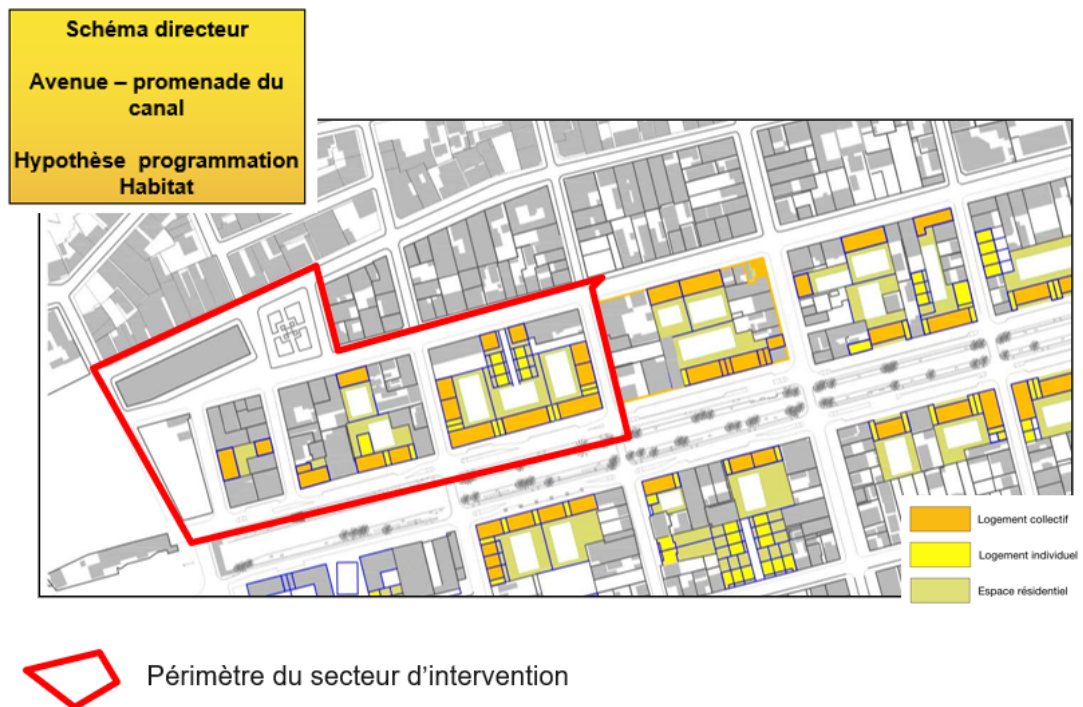 Schéma directeur
Avenue – promenade du
canal
Hypothèse programmation
Habitat
Logement collectif
Logement individuel
Espace résidentiel
Périmètre du secteur d’intervention